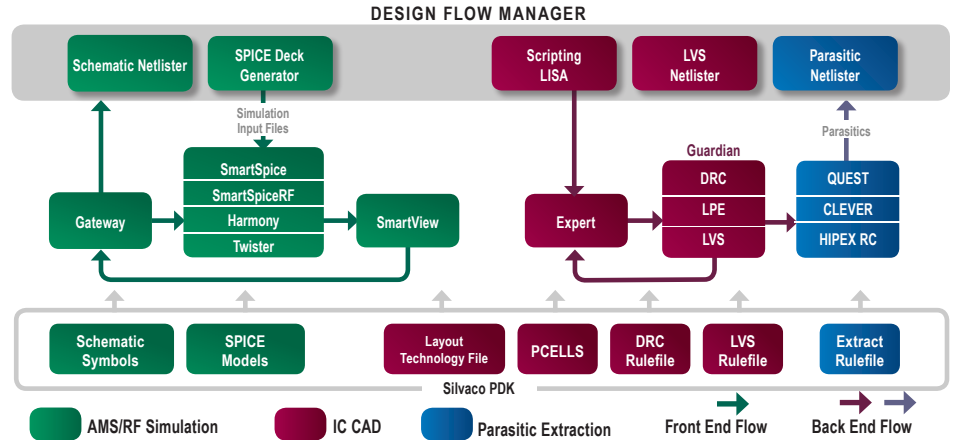 DESIGN FLOW MANAGER
Schematic Netlister
SPICE Deck
Generator
Scripting
LISA
LVS
Netlister
Parasitic
Netlister
Simulation
Input Files
Parasitics
Guardian
Gateway
SmartSpice
SmartSpiceRF
Harmony
Twister
SmartView
Expert
DRC
LPE
LVS
QUEST
CLEVER
HIPEX RC
Schematic
Symbols
SPICE
Models
Layout
Technology File
PCELLS
DRC
Rulefile
LVS
Rulefile
Extract
Rulefile
Silvaco PDK
AMS/RF Simulation
IC CAD
Parasitic Extraction
Front End Flow
Back End Flow